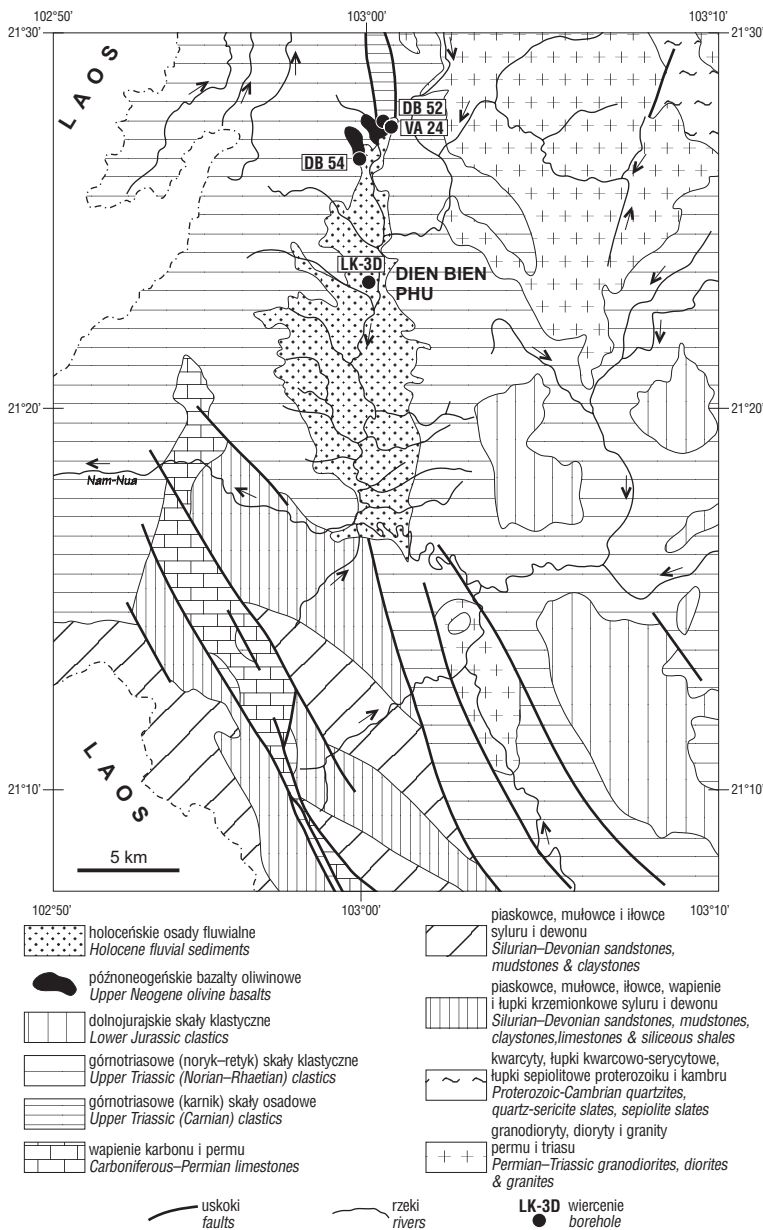 102°50' 103°00' 103°10'
21°30' 21°30'
LAOS
DB 52
VA 24
DB 54
LK-3D
DIEN BIEN
PHU
21°20' 21°20'
Nam-Nua
21°10' 21°10'
LAOS
5 km
102°50' 103°00' 103°10'
holoceńskie osady fluwialne
Holocene fluvial sediments
późnoneogeńskie bazalty oliwinowe
Upper Neogene olivine basalts
dolnojurajskie skały klastyczne
Lower Jurassic clastics
górnotriasowe (noryk–retyk) skały klastyczne
Upper Triassic (Norian–Rhaetian) clastics
górnotriasowe (karnik) skały osadowe
Upper Triassic (Carnian) clastics
wapienie karbonu i permu
Carboniferous–Permian limestones
piaskowce, mułowce i iłowce
syluru i dewonu
Silurian–Devonian sandstones,
mudstones & claystones
piaskowce, mułowce, iłowce, wapienie
i łupki krzemionkowe syluru i dewonu
Silurian–Devonian sandstones, mudstones,
claystones,limestones & siliceous shales
kwarcyty, łupki kwarcowo-serycytowe,
łupki sepiolitowe proterozoiku i kambru
Proterozoic-Cambrian quartzites,
quartz-sericite slates, sepiolite slates
granodioryty, dioryty i granity
permu i triasu
Permian–Triassic granodiorites, diorites
& granites
uskoki
faults
rzeki
rivers
LK-3D wiercenie
borehole